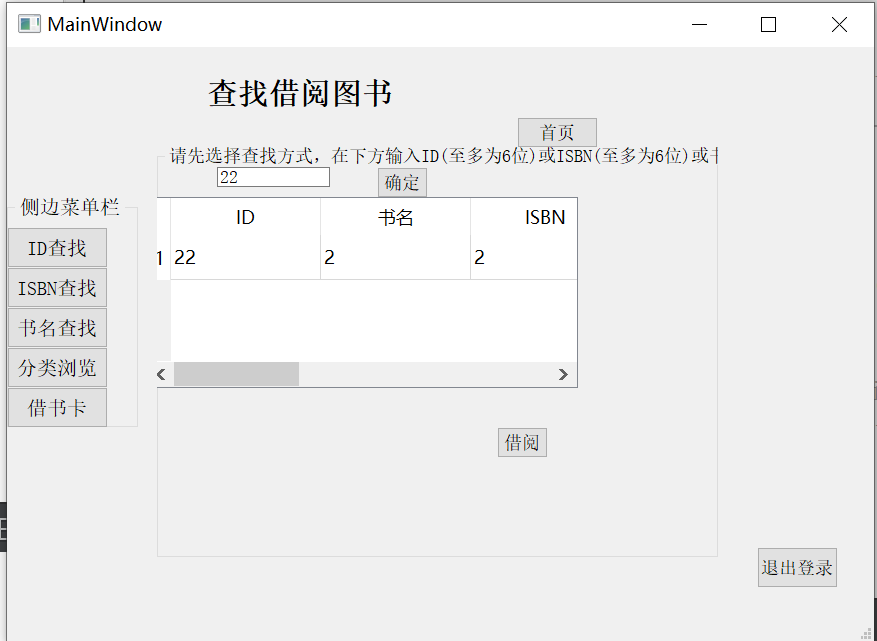 MainWindow
查找借阅图书
首页
请先选择查找方式，在下方输入ID(至多为6位)或ISBN(至多为6位)或
22
确定
侧边菜单栏
ID查找
ISBN查找
书名查找
分类浏览
借书卡
ID 书名 ISBN
1 22 2 2
借阅
退出登录